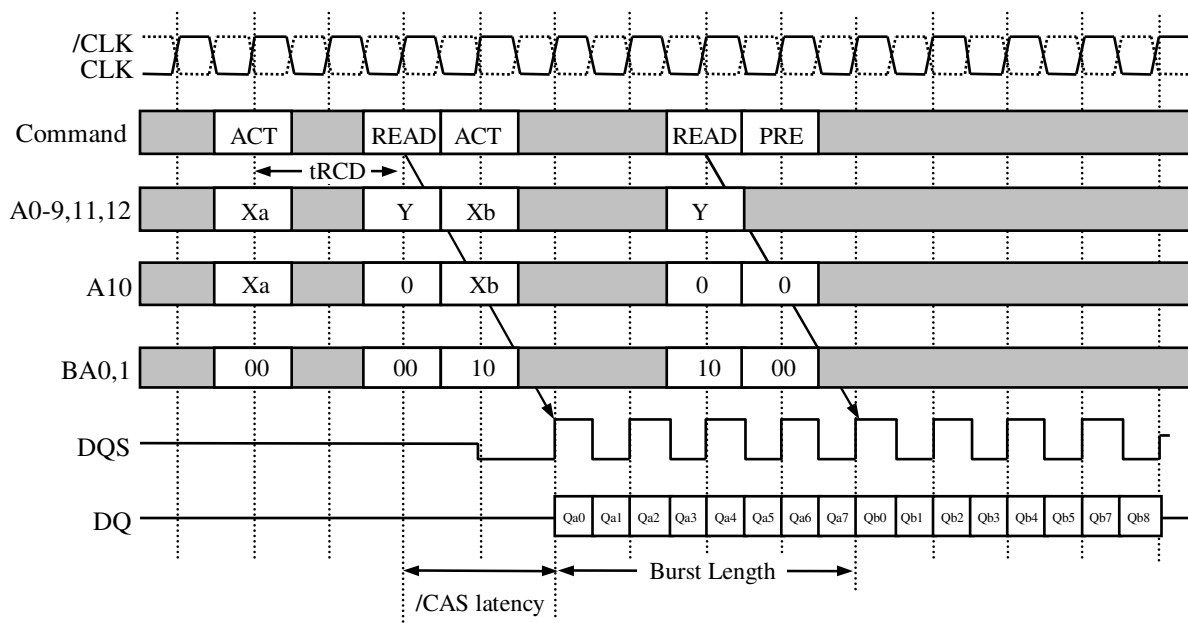 /CLK
CLK
Command ACT READ ACT READ PRE
tRCD
A0-9,11,12 Xa Y Xb Y
A10 Xa 0 Xb 0 0
BA0,1 00 00 10 10 00
DQS
DQ Qa0 Qa1 Qa2 Qa3 Qa4 Qa5 Qa6 Qa7 Qb0 Qb1 Qb2 Qb3 Qb4 Qb5 Qb7 Qb8
Burst Length
/CAS latency